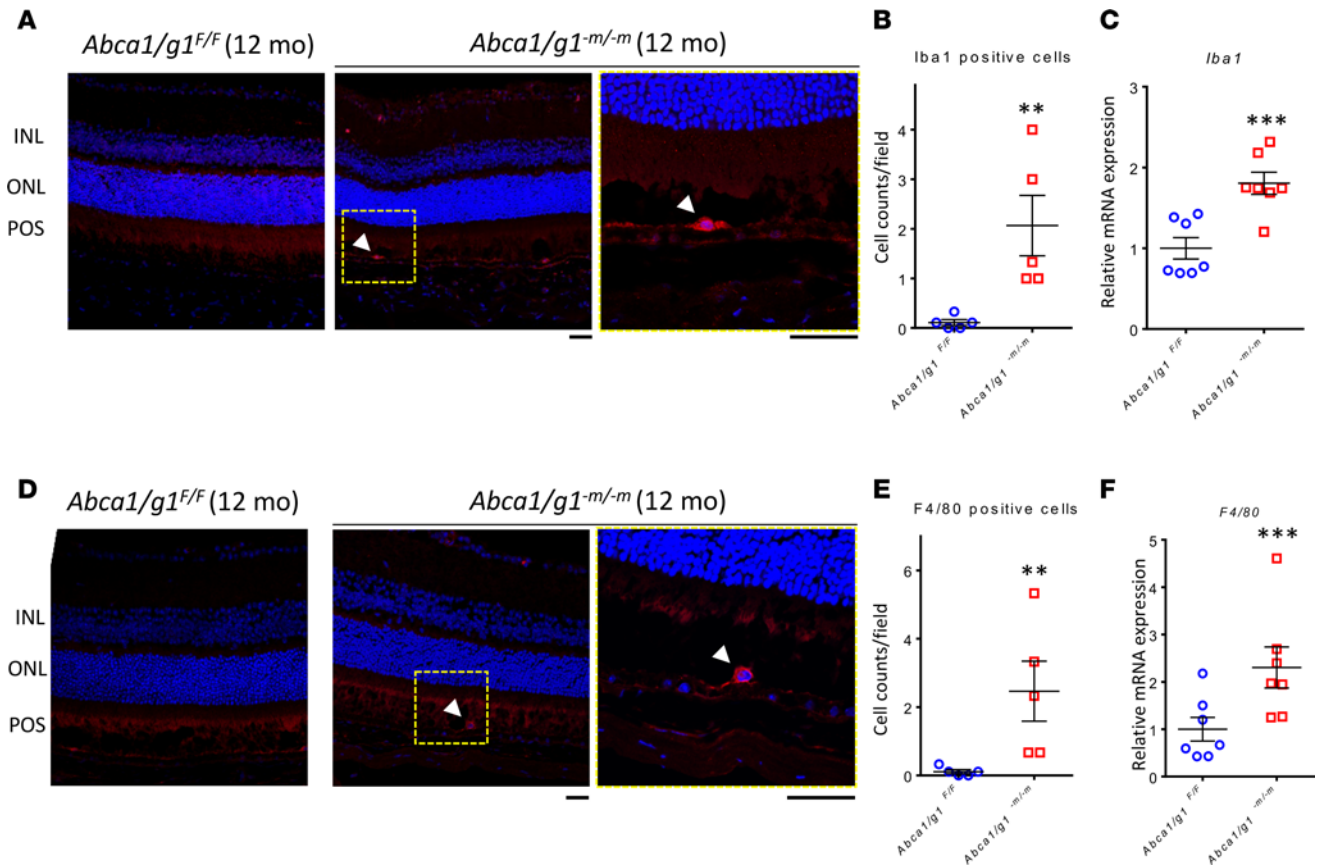 A
Abca1/g1F/F (12 mo)
Abca1/g1-m/-m (12 mo)
INL
ONL
POS
B
Iba1 positive cells
**
Cell counts/field
4
3
2
1
0
Abca1/g1 F/F
Abca1/g1 -m/-m
C
Iba1
***
Relative mRNA expression
3
2
1
0
Abca1/g1 F/F
Abca1/g1 -m/-m
D
Abca1/g1F/F (12 mo)
Abca1/g1-m/-m (12 mo)
INL
ONL
POS
E
F4/80 positive cells
**
Cell counts/field
6
4
2
0
Abca1/g1 F/F
Abca1/g1 -m/-m
F
F4/80
***
Relative mRNA expression
5
4
3
2
1
0
Abca1/g1 F/F
Abca1/g1 -m/-m